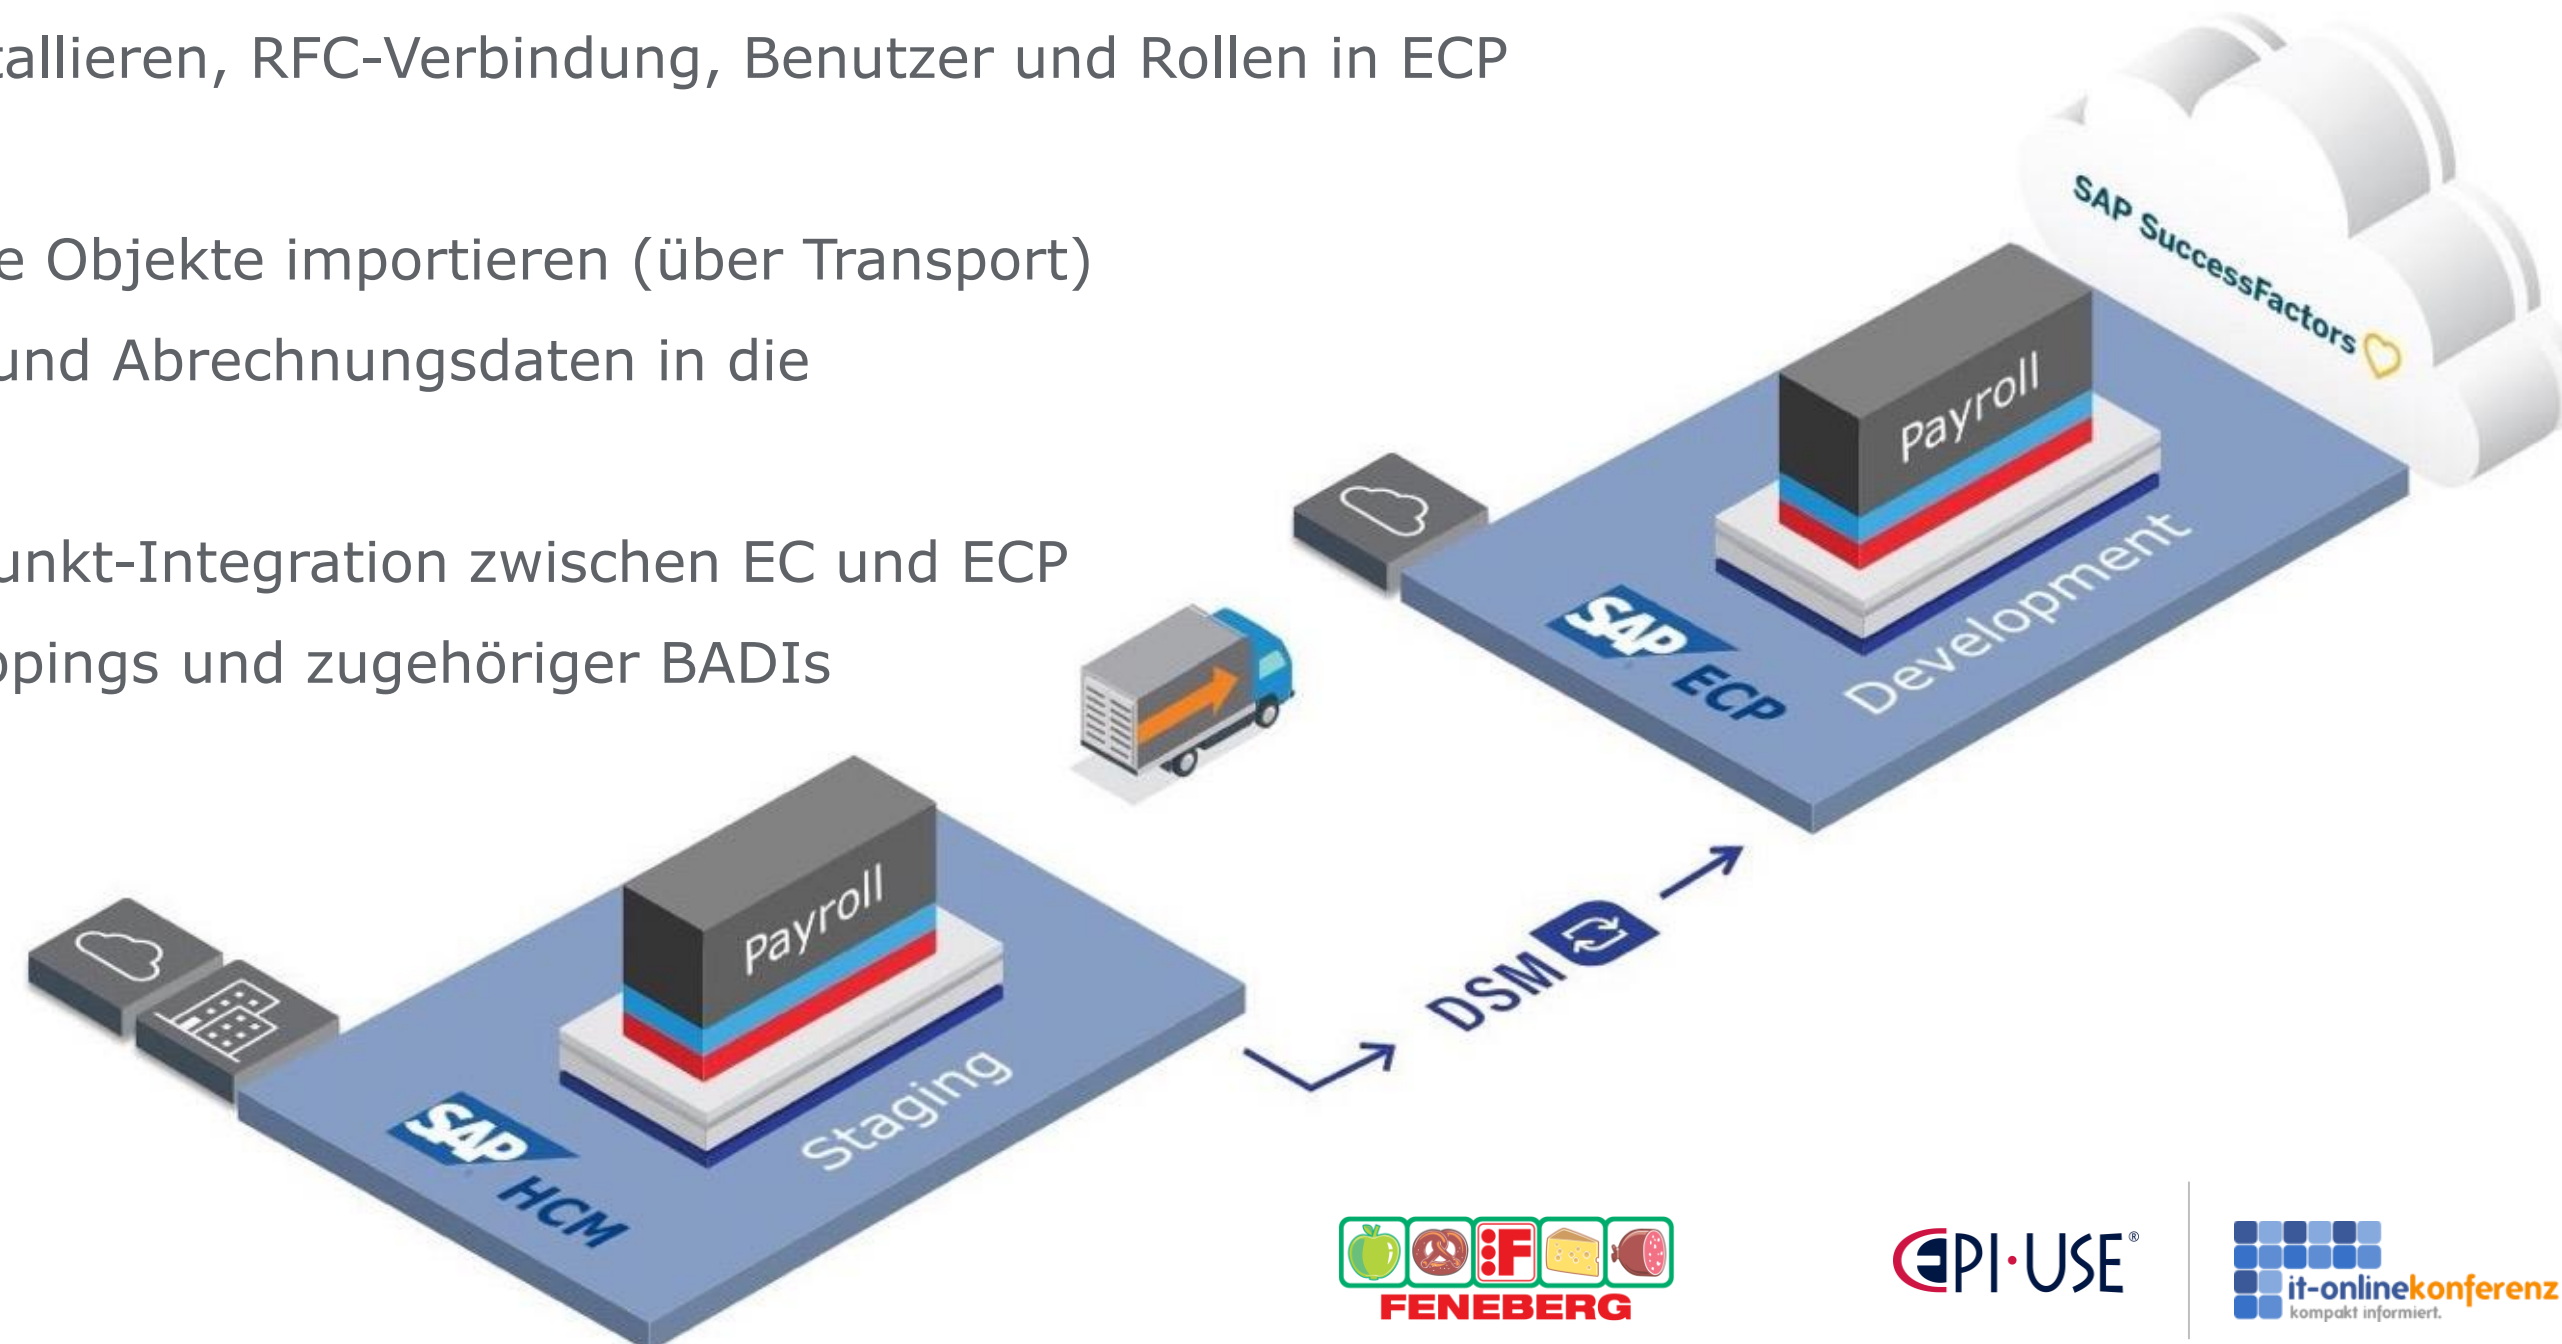 tallieren, RFC-Verbindung, Benutzer und Rollen in ECP
e Objekte importieren (über Transport)
und Abrechnungsdaten in die
unkt-Integration zwischen EC und ECP
ppings und zugehöriger BADIs
SAP SuccessFactors
Payroll
Development
SAP ECP
Payroll
Staging
SAP HCM
DSM
F
FENEBERG
EPI·USE®
it-onlinekonferenz
kompakt informiert.